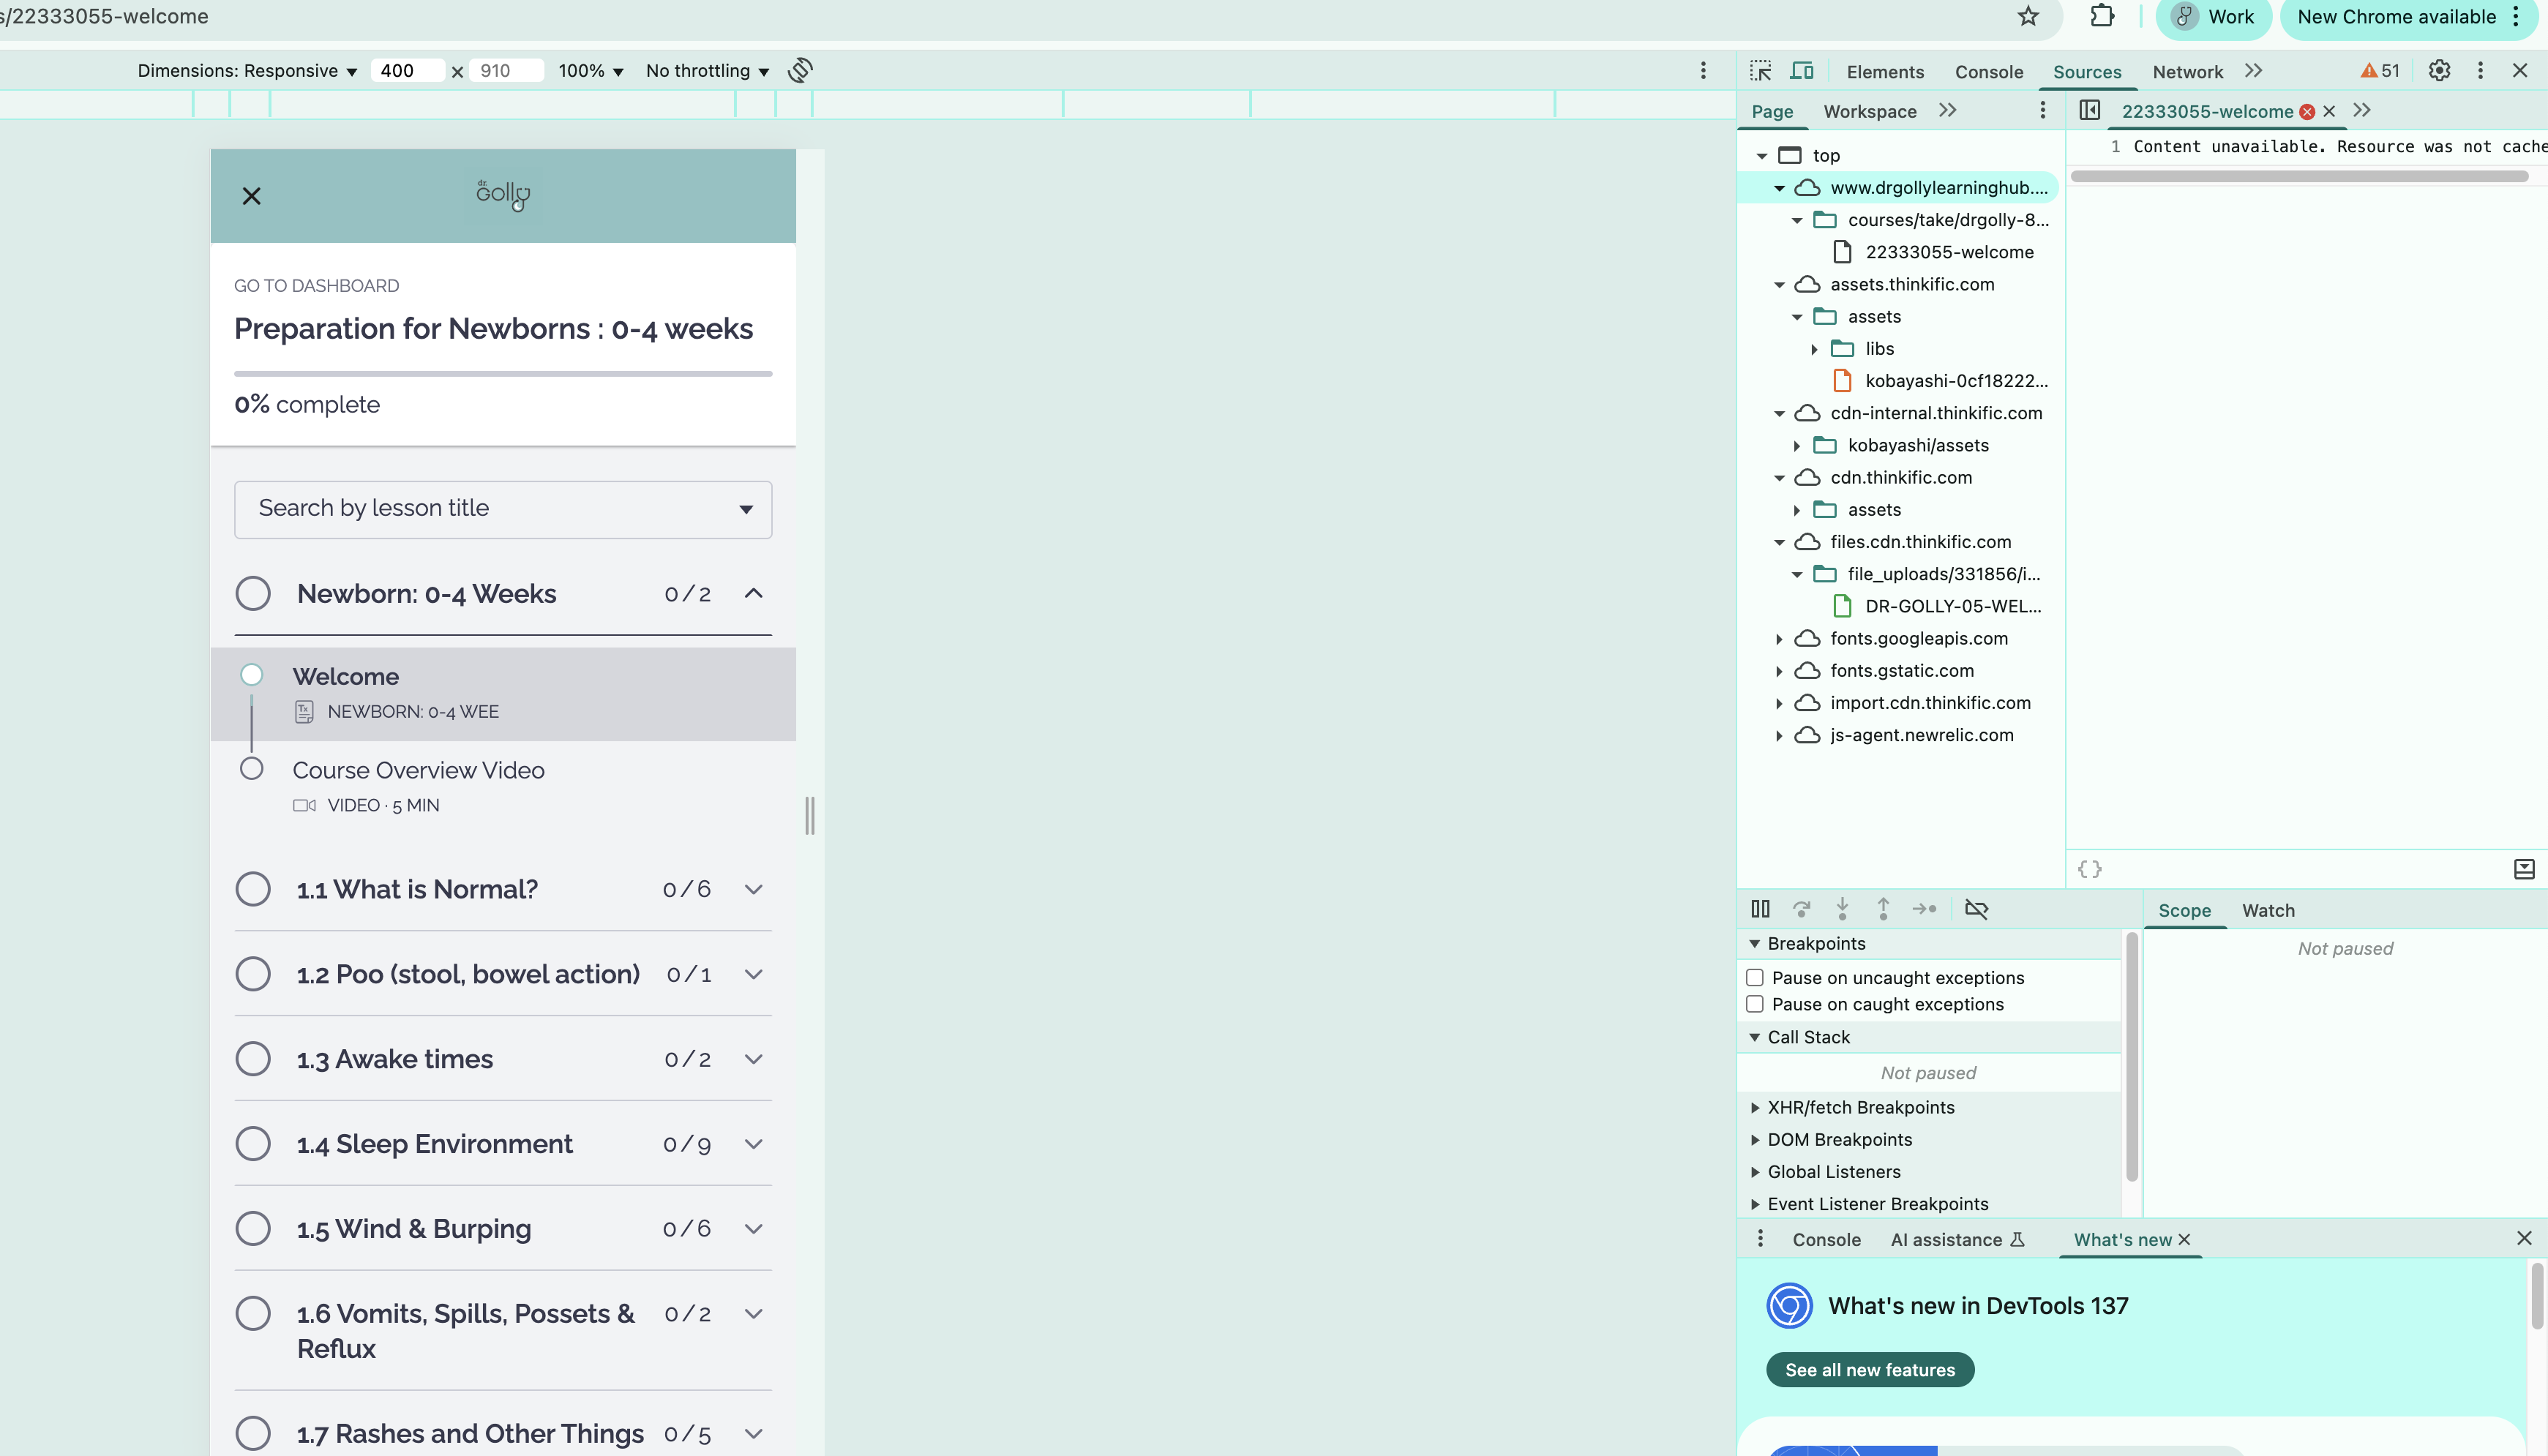 s/22333055-welcome
Work
New Chrome available
Dimensions: Responsive
400
×
910
100%
No throttling
Elements
Console
Sources
Network
51
Page
Workspace
22333055-welcome
1 Content unavailable. Resource was not cache
top
www.drgollylearninghub....
courses/take/drgolly-8...
22333055-welcome
assets.thinkific.com
assets
libs
kobayashi-0cf18222...
cdn-internal.thinkific.com
kobayashi/assets
cdn.thinkific.com
assets
files.cdn.thinkific.com
file_uploads/331856/i...
DR-GOLLY-05-WEL...
fonts.googleapis.com
fonts.gstatic.com
import.cdn.thinkific.com
js-agent.newrelic.com
dr.
Golly
GO TO DASHBOARD
Preparation for Newborns : 0-4 weeks
0% complete
Search by lesson title
Newborn: 0-4 Weeks 0 / 2
Welcome
Tx
NEWBORN: 0-4 WEE
Course Overview Video
VIDEO · 5 MIN
1.1 What is Normal? 0 / 6
1.2 Poo (stool, bowel action) 0 / 1
1.3 Awake times 0 / 2
1.4 Sleep Environment 0 / 9
1.5 Wind & Burping 0 / 6
1.6 Vomits, Spills, Possets & 0 / 2
Reflux
1.7 Rashes and Other Things 0 / 5
{ }
Scope
Watch
Not paused
Breakpoints
Pause on uncaught exceptions
Pause on caught exceptions
Call Stack
Not paused
XHR/fetch Breakpoints
DOM Breakpoints
Global Listeners
Event Listener Breakpoints
Console
AI assistance
What's new
What's new in DevTools 137
See all new features